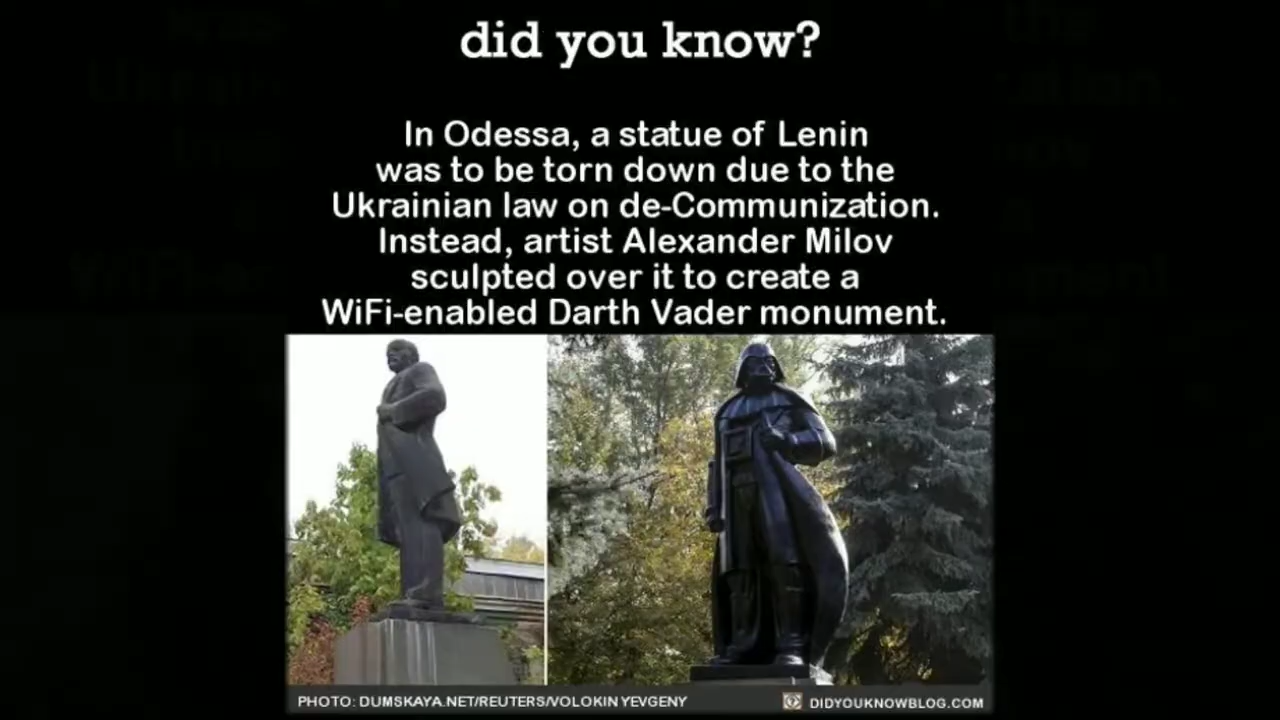 did you know?
In Odessa, a statue of Lenin
was to be torn down due to the
Ukrainian law on de-Communization.
Instead, artist Alexander Milov
sculpted over it to create a
WiFi-enabled Darth Vader monument.
PHOTO: DUMSKAYA.NET/REUTERS/VOLOKIN YEVGENY
DIDYOUKNOWBLOG.COM